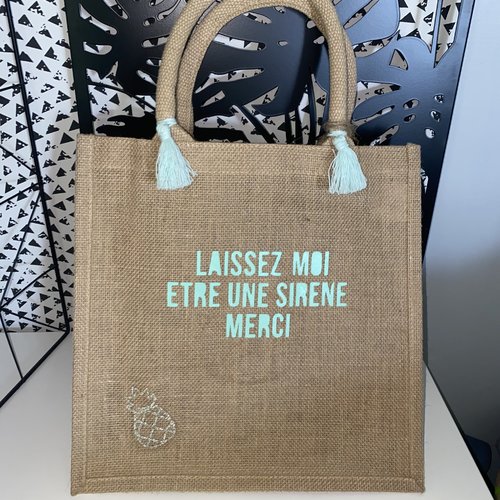 LAISSEZ MOI
ETRE UNE SIRENE
MERCI